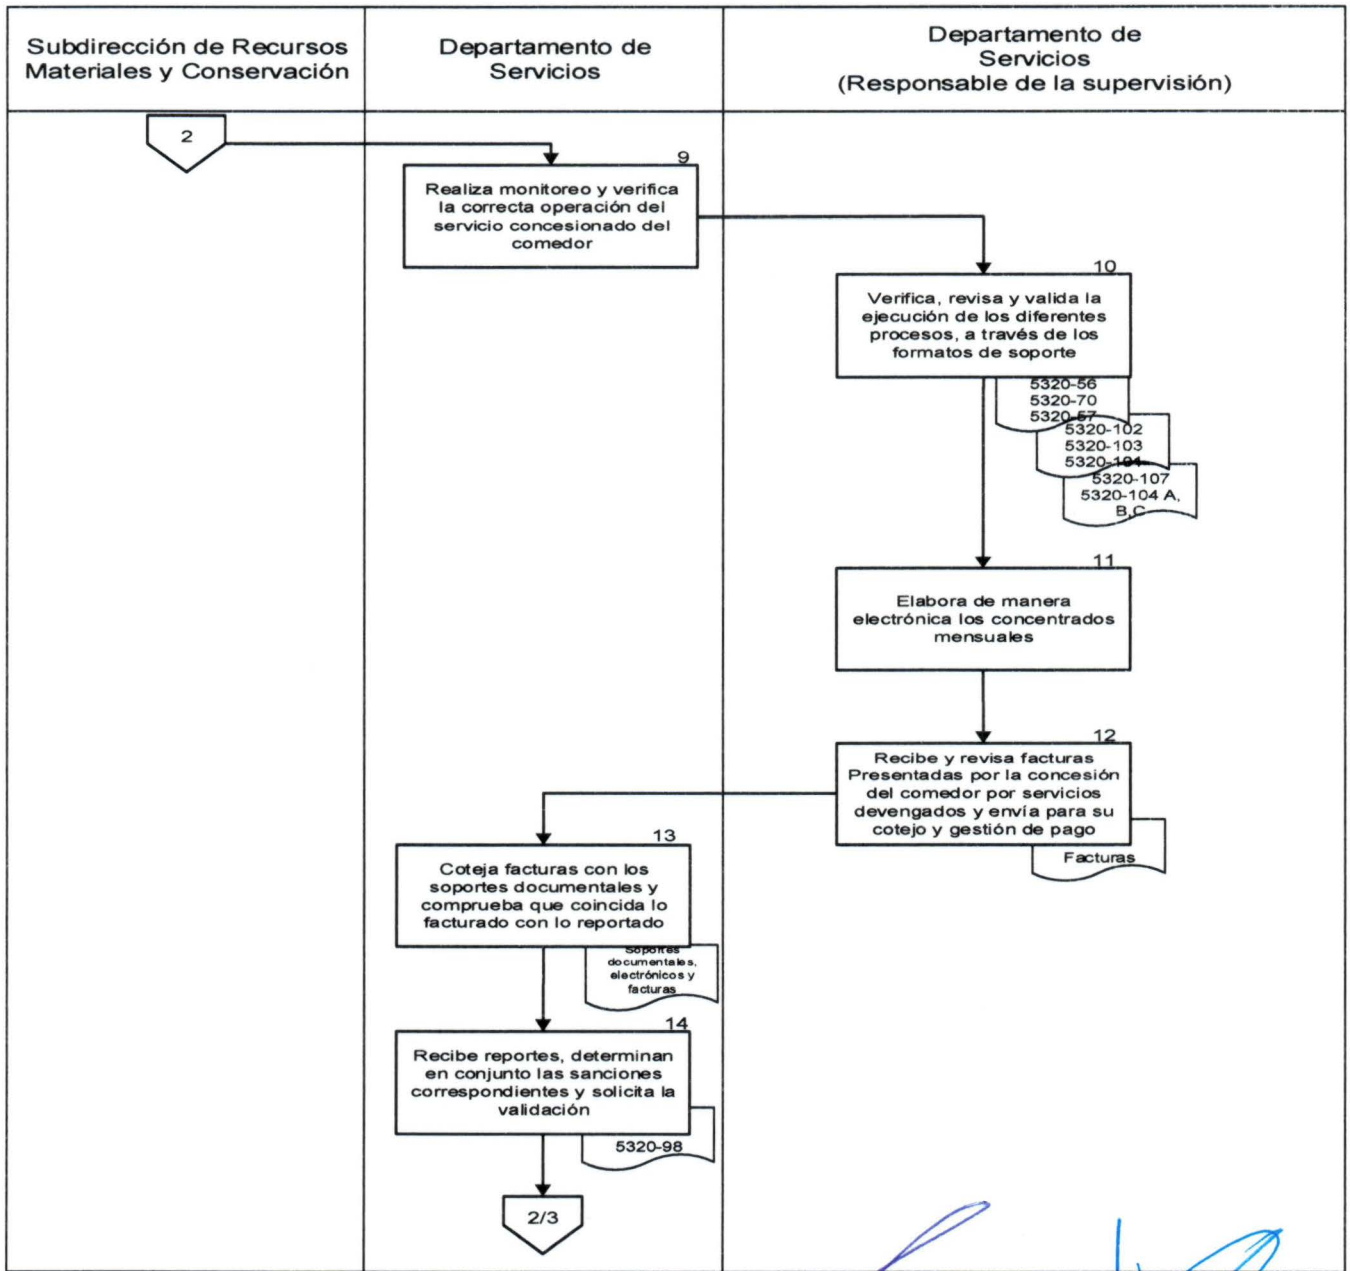 Subdirección de Recursos
Materiales y Conservación
Departamento de
Servicios
Departamento de
Servicios
(Responsable de la supervisión)
2
9
Realiza monitoreo y verifica
la correcta operación del
servicio concesionado del
comedor
10
Verifica, revisa y valida la
ejecución de los diferentes
procesos, a través de los
formatos de soporte
5320-56
5320-70
5320-57
5320-102
5320-103
5320-107
5320-104 A,
B,C
11
Elabora de manera
electrónica los concentrados
mensuales
12
Recibe y revisa facturas
Presentadas por la concesión
del comedor por servicios
devengados y envía para su
cotejo y gestión de pago
Facturas
13
Coteja facturas con los
soportes documentales y
comprueba que coincida lo
facturado con lo reportado
Soportes
documentales,
electrónicos y
facturas
14
Recibe reportes, determinan
en conjunto las sanciones
correspondientes y solicita la
validación
5320-98
2/3